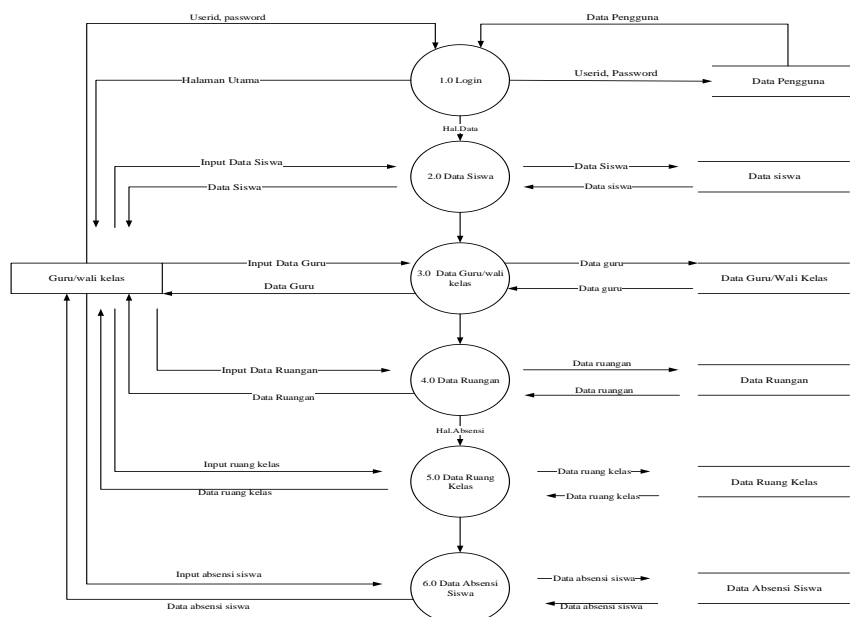 Userid, password
Data Pengguna
Halaman Utama
1.0 Login
Userid, Password
Data Pengguna
Hal.Data
Input Data Siswa
Data Siswa
2.0 Data Siswa
Data Siswa
Data siswa
Data siswa
Guru/wali kelas
Input Data Guru
Data Guru
3.0 Data Guru/wali
kelas
Data guru
Data guru
Data Guru/Wali Kelas
Input Data Ruangan
Data Ruangan
4.0 Data Ruangan
Data ruangan
Data ruangan
Data Ruangan
Hal.Absensi
Input ruang kelas
Data ruang kelas
5.0 Data Ruang
Kelas
Data ruang kelas
Data ruang kelas
Data Ruang Kelas
Input absensi siswa
Data absensi siswa
6.0 Data Absensi
Siswa
Data absensi siswa
Data absensi siswa
Data Absensi Siswa